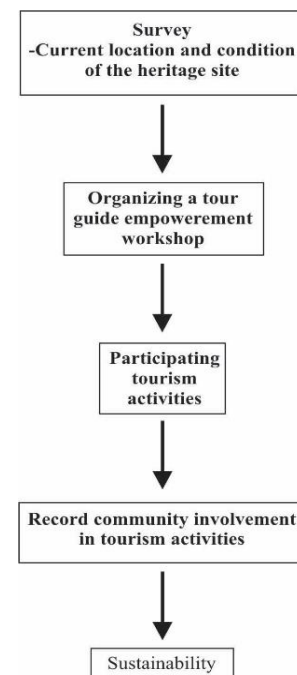 Survey
-Current location and condition
of the heritage site
Organizing a tour
guide empowerement
workshop
Participating
tourism
activities
Record community involvement
in tourism activities
Sustainability